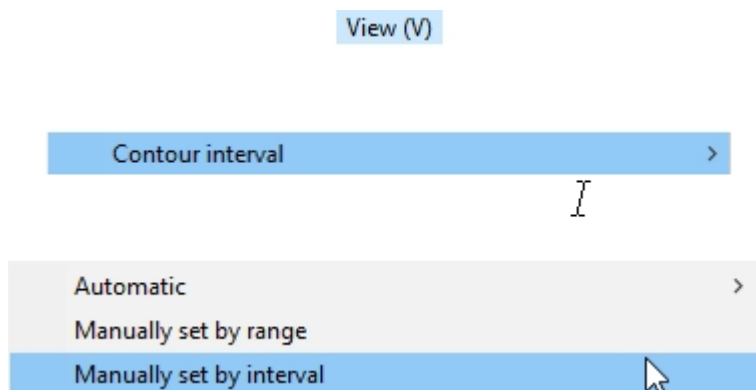 View (V)
Contour interval
Automatic
Manually set by range
Manually set by interval